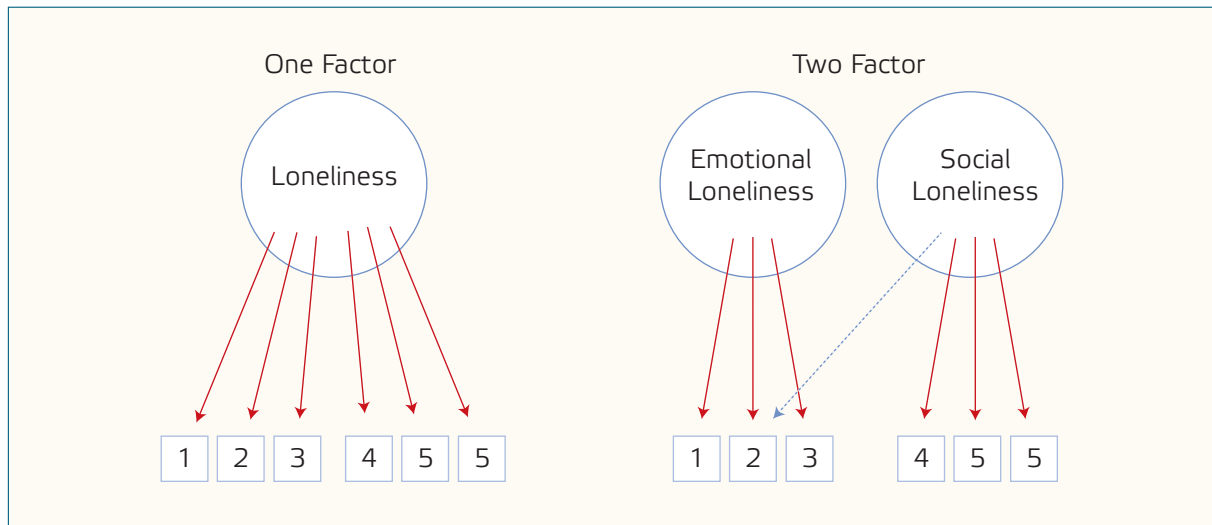 One Factor
Loneliness
1 2 3 4 5 5
Two Factor
Emotional
Loneliness
Social
Loneliness
1 2 3 4 5 5